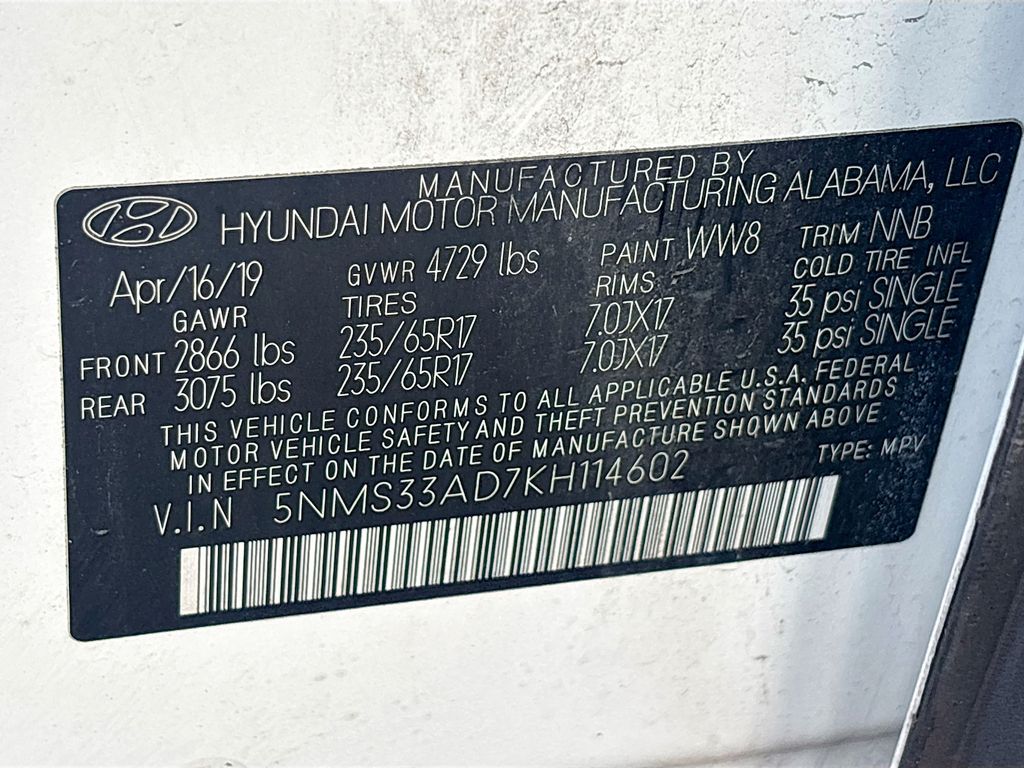 MANUFACTURED BY
HYUNDAI MOTOR MANUFACTURING ALABAMA, LLC
Apr/16/19 GVWR 4729 lbs PAINT WW8 TRIM NNB
GAWR TIRES RIMS COLD TIRE INFL
FRONT 2866 lbs 235/65R17 7.0JX17 35 psi SINGLE
REAR 3075 lbs 235/65R17 7.0JX17 35 psi SINGLE
THIS VEHICLE CONFORMS TO ALL APPLICABLE U.S.A. FEDERAL
MOTOR VEHICLE SAFETY AND THEFT PREVENTION STANDARDS
IN EFFECT ON THE DATE OF MANUFACTURE SHOWN ABOVE
V.I.N 5NMS33AD7KH114602 TYPE: MPV